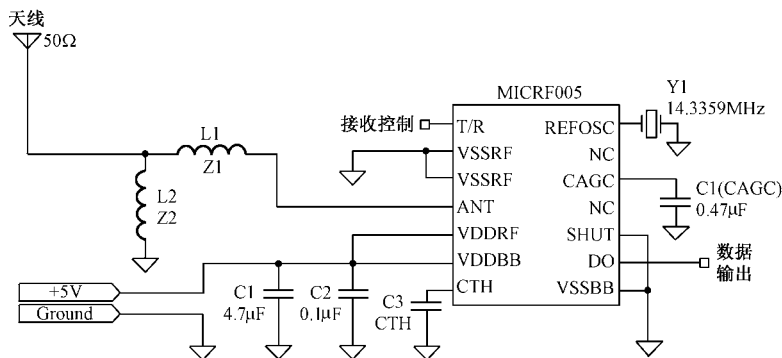 天线
50Ω
MICRF005
Y1
14.3359MHz
接收控制
T/R
REFOSC
L1
Z1
VSSRF
NC
VSSRF
CAGC
C1(CAGC)
0.47μF
L2
Z2
ANT
NC
VDDRF
SHUT
数据
输出
VDDBB
DO
+5V
C1
4.7μF
C2
0.1μF
C3
CTH
CTH
VSSBB
Ground